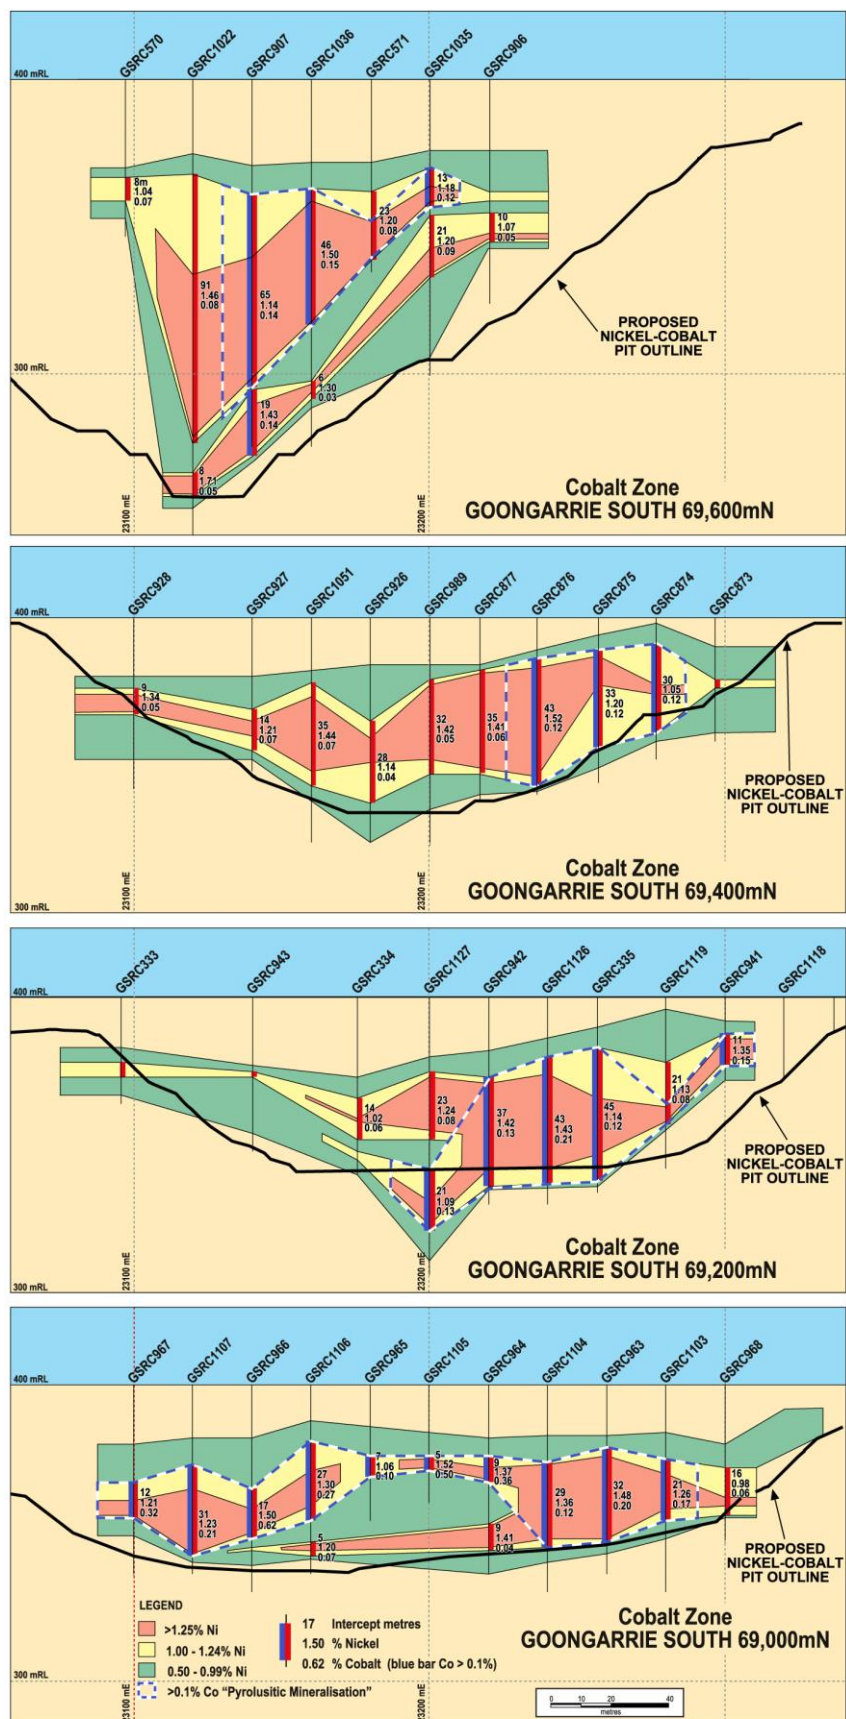 GSRC570
GSRC1022
GSRC907
GSRC1036
GSRC571
GSRC1035
GSRC906
400 mRL
8m
1.04
0.07
91
1.46
0.08
65
1.14
0.14
46
1.50
0.15
23
1.20
0.08
13
1.18
0.12
21
1.20
0.09
10
1.07
0.05
PROPOSED
NICKEL-COBALT
PIT OUTLINE
300 mRL
6
1.30
0.03
19
1.43
0.14
8
1.71
0.05
23100 mE
23200 mE
Cobalt Zone
GOONGARRIE SOUTH 69,600mN
GSRC928
GSRC927
GSRC1051
GSRC926
GSRC989
GSRC877
GSRC876
GSRC875
GSRC874
GSRC873
400 mRL
9
1.34
0.05
14
1.21
0.07
35
1.44
0.07
28
1.14
0.04
32
1.42
0.05
35
1.41
0.06
43
1.52
0.12
33
1.20
0.12
30
1.05
0.12
PROPOSED
NICKEL-COBALT
PIT OUTLINE
23100 mE
23200 mE
Cobalt Zone
GOONGARRIE SOUTH 69,400mN
300 mRL
GSRC333
GSRC943
GSRC334
GSRC1127
GSRC942
GSRC1126
GSRC335
GSRC1119
GSRC941
GSRC1118
400 mRL
14
1.02
0.06
23
1.24
0.08
21
1.09
0.13
37
1.42
0.13
43
1.43
0.21
45
1.14
0.12
21
1.13
0.08
11
1.35
0.15
PROPOSED
NICKEL-COBALT
PIT OUTLINE
23100 mE
23200 mE
Cobalt Zone
GOONGARRIE SOUTH 69,200mN
300 mRL
GSRC967
GSRC1107
GSRC966
GSRC1106
GSRC965
GSRC1105
GSRC964
GSRC1104
GSRC963
GSRC1103
GSRC968
400 mRL
12
1.21
0.32
31
1.23
0.21
17
1.50
0.62
27
1.30
0.27
5
1.20
0.07
7
1.06
0.10
5
1.52
0.50
9
1.37
0.36
9
1.41
0.04
29
1.36
0.12
32
1.48
0.20
21
1.26
0.17
16
0.98
0.06
PROPOSED
NICKEL-COBALT
PIT OUTLINE
LEGEND
>1.25% Ni
1.00 - 1.24% Ni
0.50 - 0.99% Ni
>0.1% Co "Pyrolusitic Mineralisation"
17 Intercept metres
1.50 % Nickel
0.62 % Cobalt (blue bar Co > 0.1%)
Cobalt Zone
GOONGARRIE SOUTH 69,000mN
300 mRL
23100 mE
23200 mE
0 10 20 40
metres